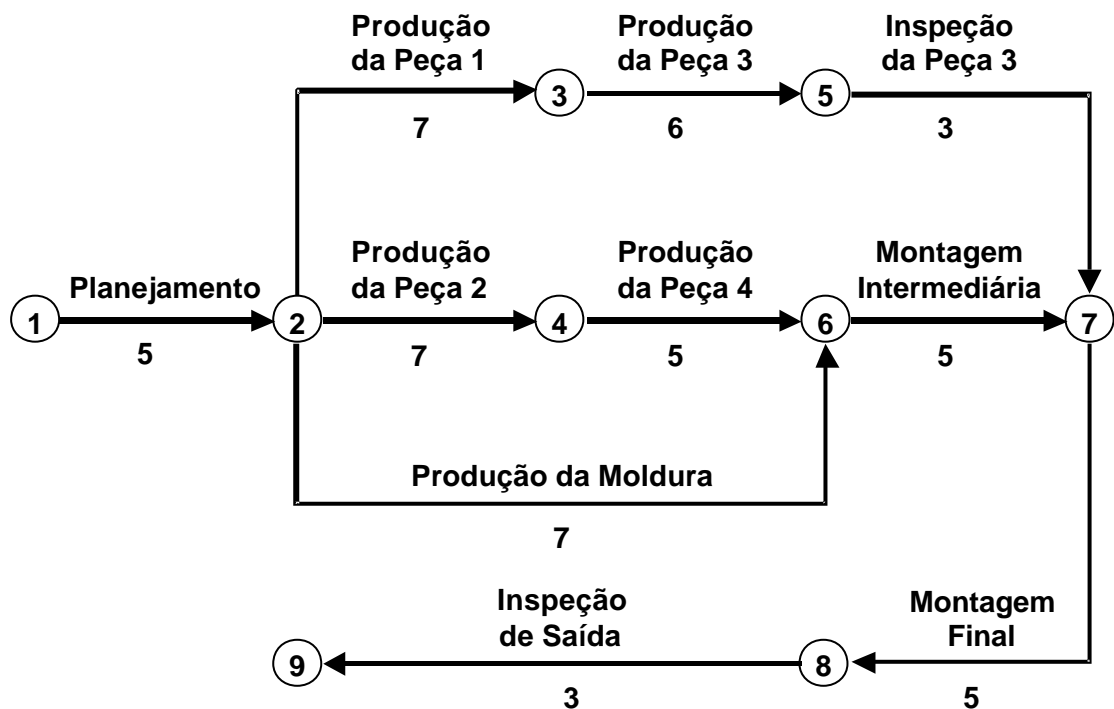 Produção Produção Inspeção
da Peça 1 da Peça 3 da Peça 3
3 5
7 6 3
Produção Produção Montagem
Planejamento da Peça 2 da Peça 4 Intermediária
1 2 4 6 7
5 7 5 5
Produção da Moldura
7
Inspeção Montagem
de Saída Final
9 8
3 5